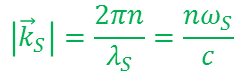 |k⃗_S| = 2πn/λ_S = nω_S/c